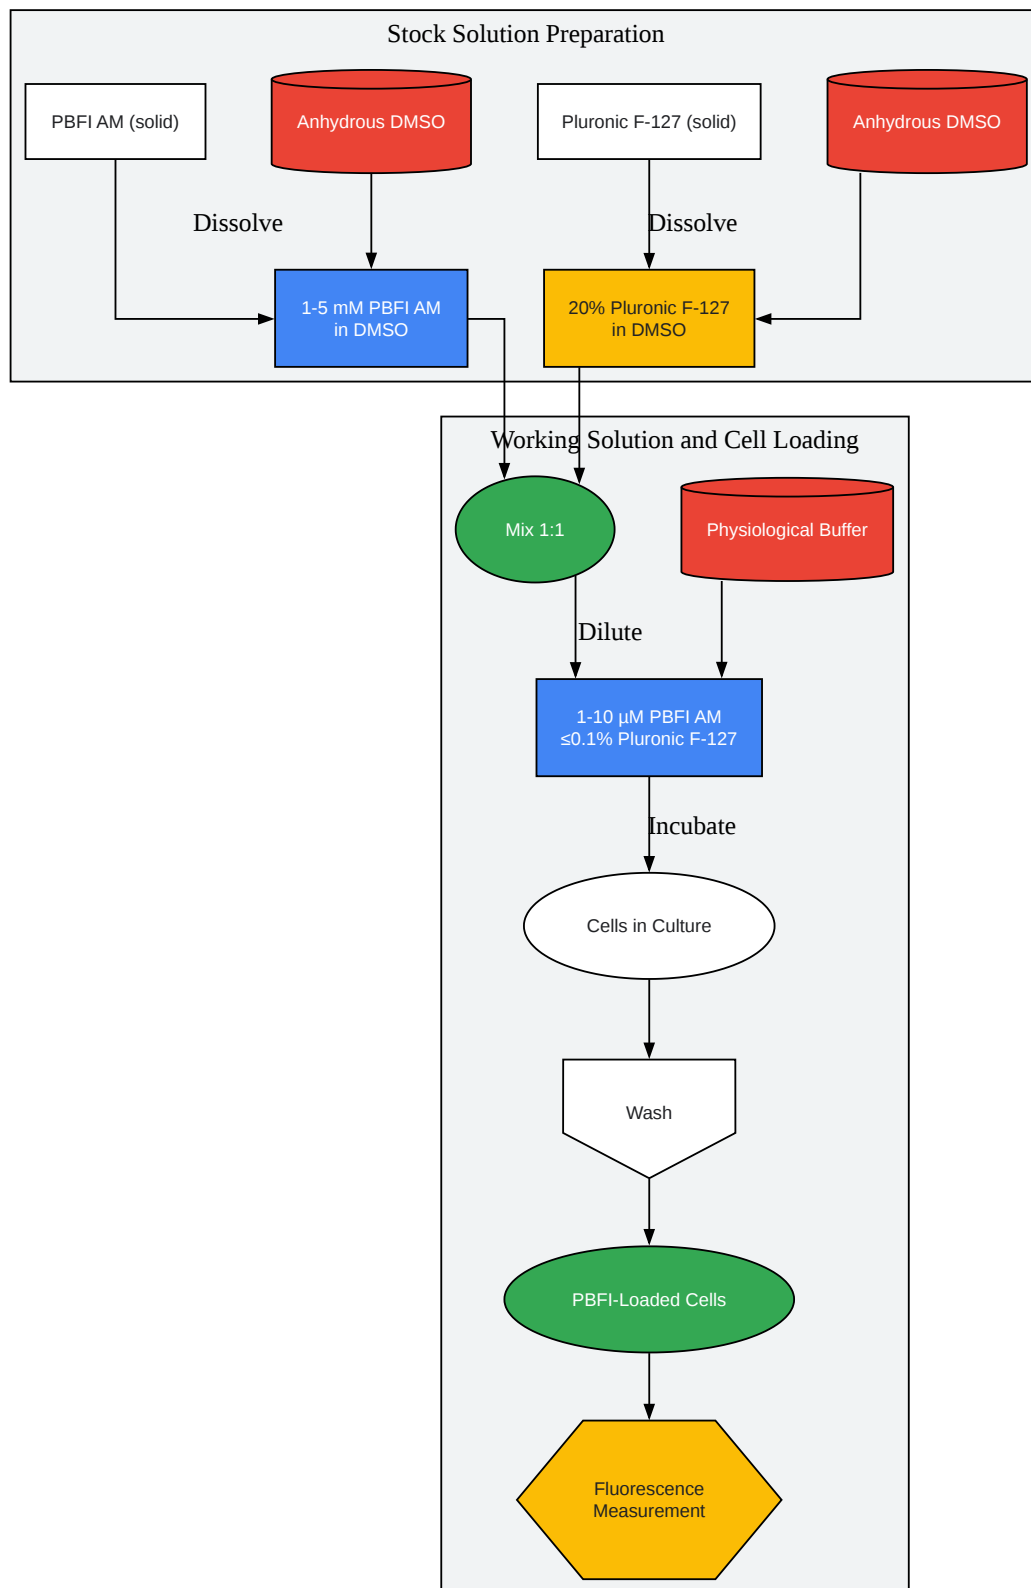 Stock Solution Preparation
PBFI AM (solid)
Anhydrous DMSO
Pluronic F-127 (solid)
Anhydrous DMSO
Dissolve
Dissolve
1-5 mM PBFI AM
in DMSO
20% Pluronic F-127
in DMSO
Working Solution and Cell Loading
Mix 1:1
Physiological Buffer
Dilute
1-10 µM PBFI AM
≤0.1% Pluronic F-127
Incubate
Cells in Culture
Wash
PBFI-Loaded Cells
Fluorescence
Measurement